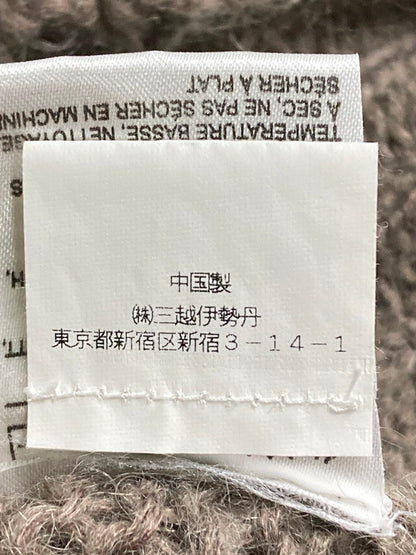 SÉCHER À PLAT
À SEC, NE PAS SÉCHER EN MACHINE
TEMPÉRATURE BASSE, NETTOYAGE
中国製
㈱三越伊勢丹
東京都新宿区新宿3-14-1